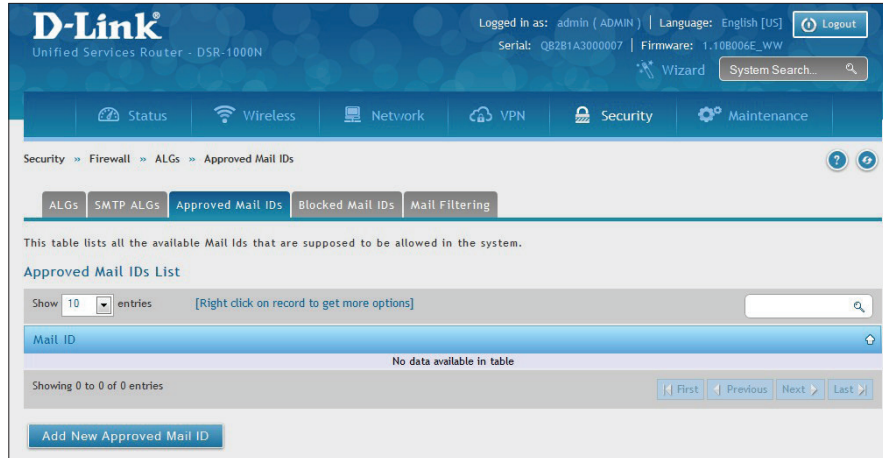 D-Link
Unified Services Router - DSR-1000N
Logged in as: admin ( ADMIN ) | Language: English [US]
Logout
Serial: QB2B1A3000007 | Firmware: 1.10B006E_WW
Wizard
System Search...
Status
Wireless
Network
VPN
Security
Maintenance
Security » Firewall » ALGs » Approved Mail IDs
ALGs
SMTP ALGs
Approved Mail IDs
Blocked Mail IDs
Mail Filtering
This table lists all the available Mail Ids that are supposed to be allowed in the system.
Approved Mail IDs List
Show 10 entries
[Right click on record to get more options]
Mail ID
No data available in table
Showing 0 to 0 of 0 entries
First
Previous
Next
Last
Add New Approved Mail ID